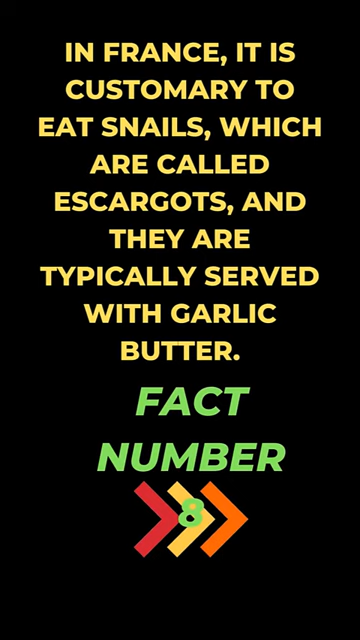 IN FRANCE, IT IS
CUSTOMARY TO
EAT SNAILS, WHICH
ARE CALLED
ESCARGOTS, AND
THEY ARE
TYPICALLY SERVED
WITH GARLIC
BUTTER.
FACT
NUMBER
8